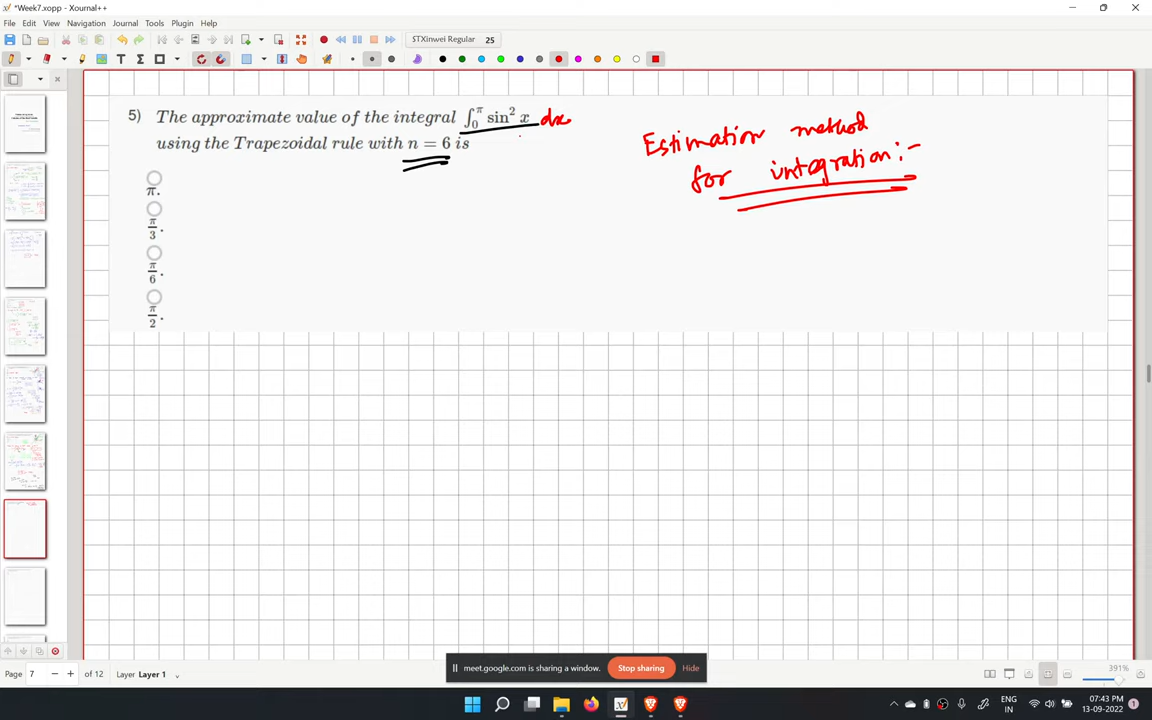 *Week7.xopp - Xournal++
File Edit View Navigation Journal Tools Plugin Help
STXinwei Regular 25
5) The approximate value of the integral ∫₀^π sin² x dx
using the Trapezoidal rule with n = 6 is
π.
π/3.
π/6.
π/2.
Estimation method
for integration :-
Page 7 of 12 Layer Layer 1
391%
meet.google.com is sharing a window. Stop sharing Hide
ENG
IN
07:43 PM
13-09-2022